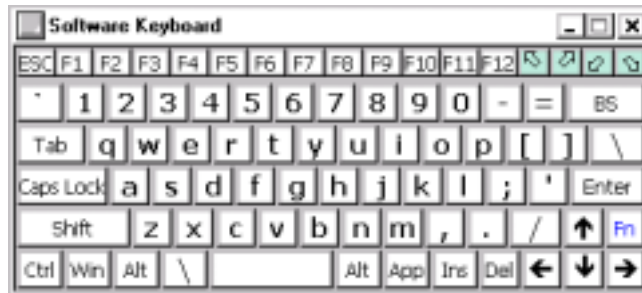 Software Keyboard
ESC F1 F2 F3 F4 F5 F6 F7 F8 F9 F10 F11 F12
` 1 2 3 4 5 6 7 8 9 0 - = BS
Tab q w e r t y u i o p [ ] \
Caps Lock a s d f g h j k l ; ' Enter
Shift z x c v b n m , . / ↑ Fn
Ctrl Win Alt \ Alt App Ins Del ← ↓ →